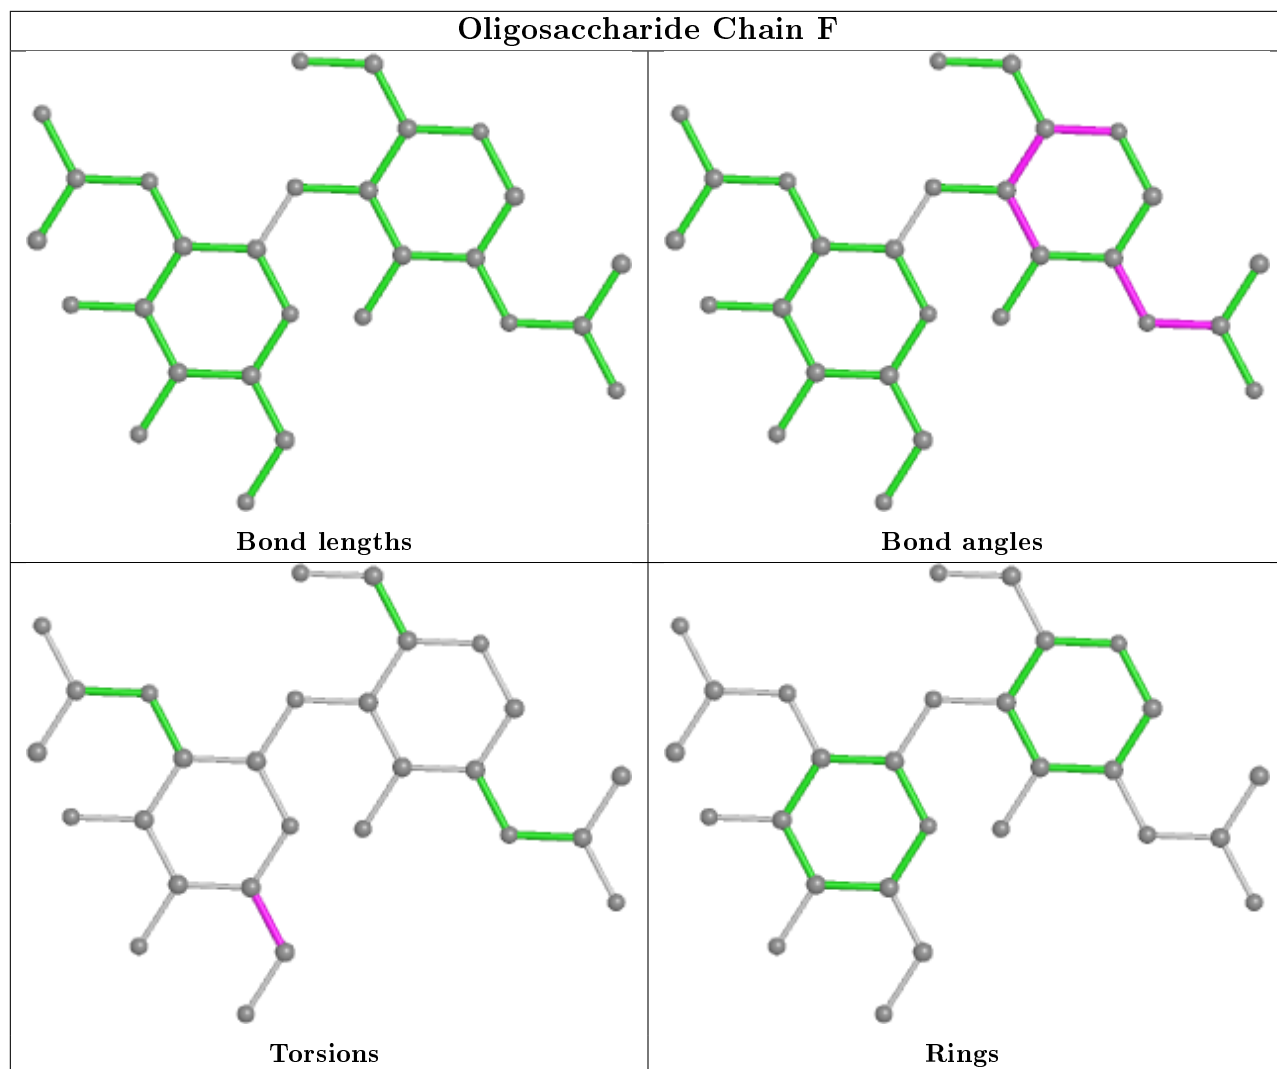 Oligosaccharide Chain F
Bond lengths
Bond angles
Torsions
Rings